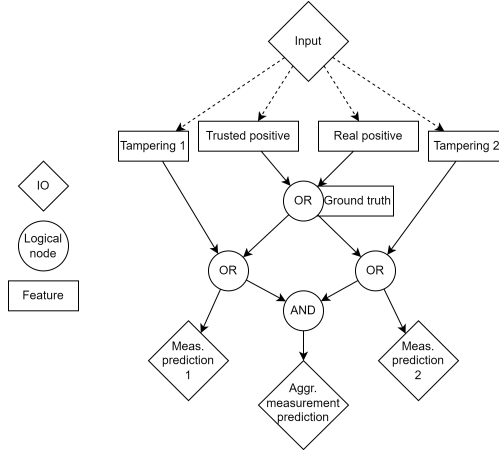 Input
Tampering 1
Trusted positive
Real positive
Tampering 2
OR
Ground truth
IO
Logical
node
Feature
OR
OR
AND
Meas.
prediction
1
Meas.
prediction
2
Aggr.
measurement
prediction